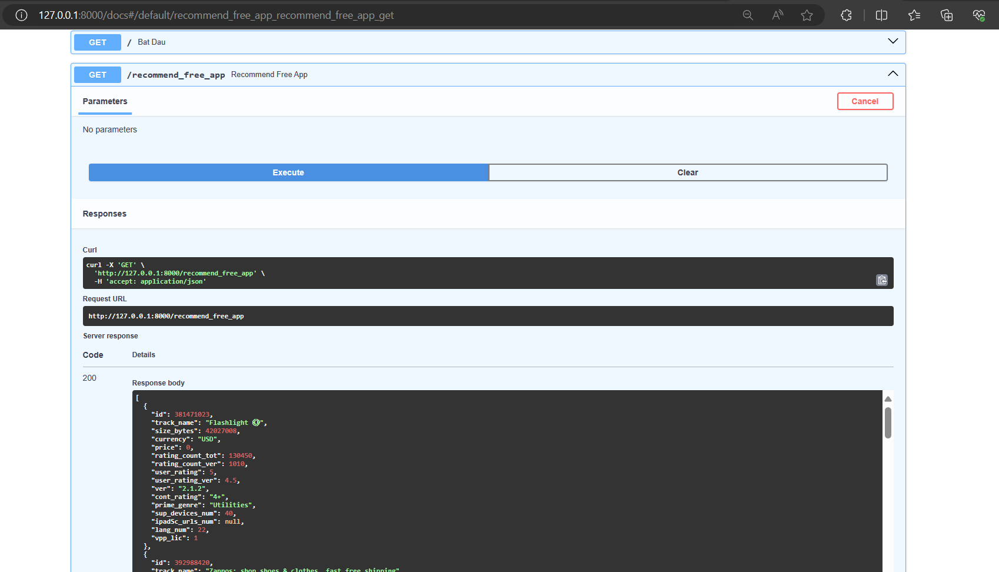 127.0.0.1:8000/docs#/default/recommend_free_app_recommend_free_app_get
GET / Bat Dau
GET /recommend_free_app Recommend Free App
Parameters
Cancel
No parameters
Execute
Clear
Responses
Curl
curl -X 'GET' \
'http://127.0.0.1:8000/recommend_free_app' \
-H 'accept: application/json'
Request URL
http://127.0.0.1:8000/recommend_free_app
Server response
Code Details
200
Response body
[
{
"id": 381471023,
"track_name": "Flashlight Ⓞ",
"size_bytes": 42027008,
"currency": "USD",
"price": 0,
"rating_count_tot": 130450,
"rating_count_ver": 1010,
"user_rating": 5,
"user_rating_ver": 4.5,
"ver": "2.1.2",
"cont_rating": "4+",
"prime_genre": "Utilities",
"sup_devices_num": 40,
"ipadSc_urls_num": null,
"lang_num": 22,
"vpp_lic": 1
},
{
"id": 392988420,
"track_name": "Zappos: shop shoes & clothes, fast free shipping"